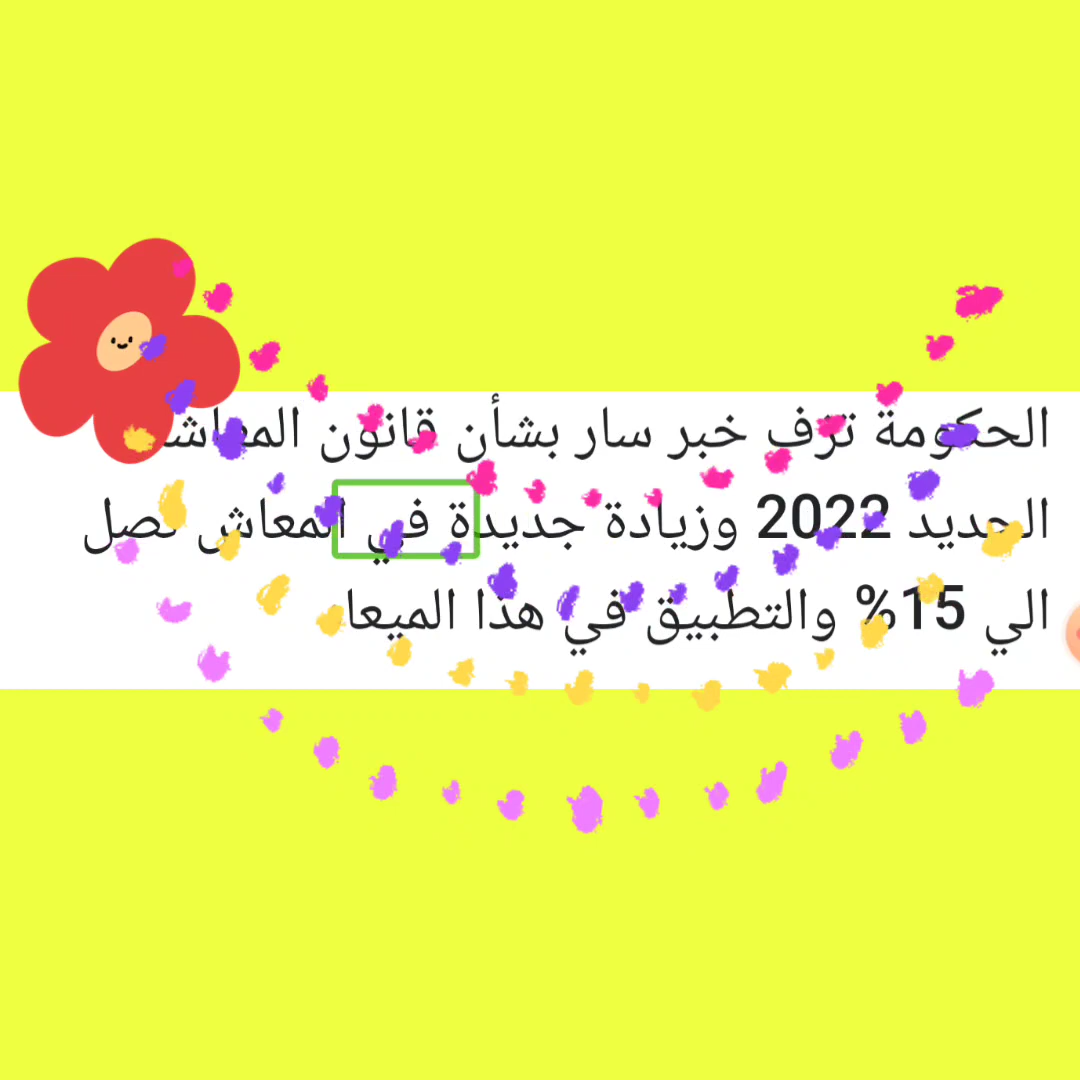 الحكومة تزف خبر سار بشأن قانون المعاش
الجديد 2022 وزيادة جديدة في المعاش تصل
الي 15% والتطبيق في هذا الميعا